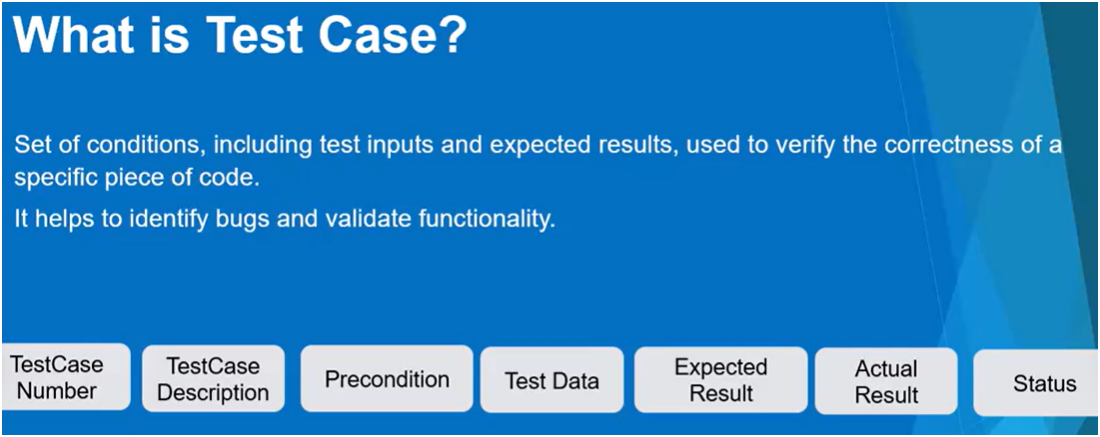 What is Test Case?
Set of conditions, including test inputs and expected results, used to verify the correctness of a
specific piece of code.
It helps to identify bugs and validate functionality.
TestCase
Number
TestCase
Description
Precondition
Test Data
Expected
Result
Actual
Result
Status